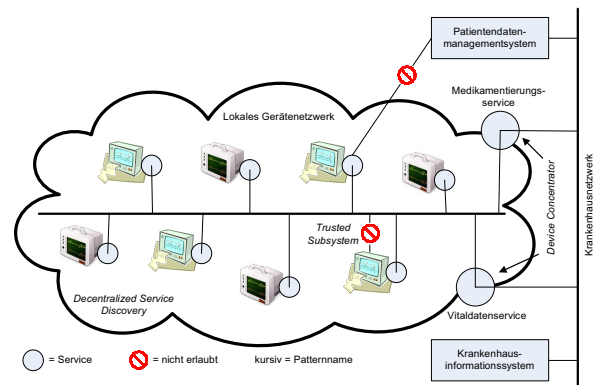 Patientendaten-
managementsystem
Medikamentierungs-
service
Lokales Gerätenetzwerk
Device Concentrator
Krankenhausnetzwerk
Trusted
Subsystem
Decentralized Service
Discovery
Vitaldatenservice
= Service
= nicht erlaubt
kursiv = Patternname
Krankenhaus-
informationssystem